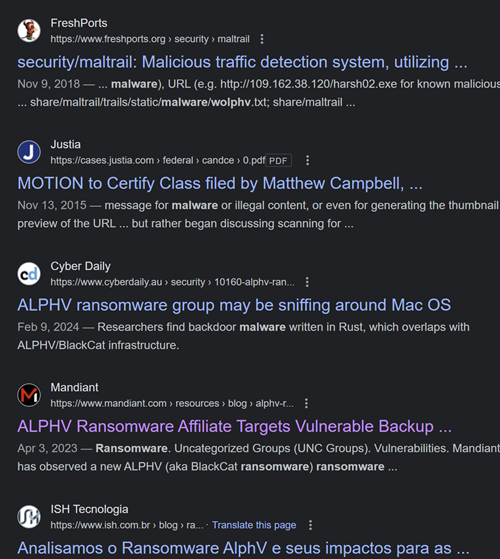 FreshPorts
https://www.freshports.org › security › maltrail
security/maltrail: Malicious traffic detection system, utilizing ...
Nov 9, 2018 — ... malware), URL (e.g. http://109.162.38.120/harsh02.exe for known malicious
... share/maltrail/trails/static/malware/wolphv.txt; share/maltrail ...
J
Justia
https://cases.justia.com › federal › candce › 0.pdf PDF
MOTION to Certify Class filed by Matthew Campbell, ...
Nov 13, 2015 — message for malware or illegal content, or even for generating the thumbnail
preview of the URL ... but rather began discussing scanning for ...
cd
Cyber Daily
https://www.cyberdaily.au › security › 10160-alphv-ran...
ALPHV ransomware group may be sniffing around Mac OS
Feb 9, 2024 — Researchers find backdoor malware written in Rust, which overlaps with
ALPHV/BlackCat infrastructure.
M
Mandiant
https://www.mandiant.com › resources › blog › alphv-r...
ALPHV Ransomware Affiliate Targets Vulnerable Backup ...
Apr 3, 2023 — Ransomware. Uncategorized Groups (UNC Groups). Vulnerabilities. Mandiant
has observed a new ALPHV (aka BlackCat ransomware) ransomware ...
ISH Tecnologia
https://www.ish.com.br › blog › ra... · Translate this page
Analisamos o Ransomware AlphV e seus impactos para as ...